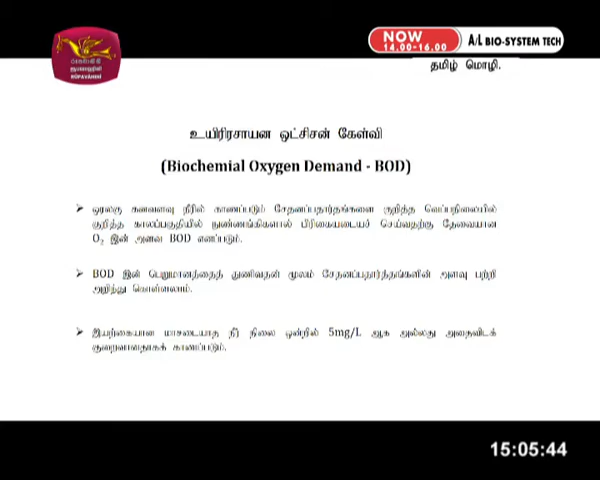 NOW
14.00-16.00
A/L BIO-SYSTEM TECH
தமிழ் மொழி.
RUPAVAHINI
உயிரிரசாயன ஒட்சிசன் கேள்வி
(Biochemial Oxygen Demand - BOD)
➤ ஓரலகு கனவளவு நீரில் காணப்படும் சேதனப்பதார்தங்களை குறித்த வெப்பநிலையில்
குறித்த காலப்பகுதியில் நுண்ணங்கிகளால் பிரிகையடையச் செய்வதற்கு தேவையான
O₂ இன் அளவு BOD எனப்படும்.
➤ BOD இன் பெறுமானத்தைத் துணிவதன் மூலம் சேதனப்பதார்த்தங்களின் அளவு பற்றி
அறிந்து கொள்ளலாம்.
➤ இயற்கையான மாசடையாத நீர் நிலை ஒன்றில் 5mg/L ஆக அல்லது அதைவிடக்
குறைவானதாகக் காணப்படும்.
15:05:44